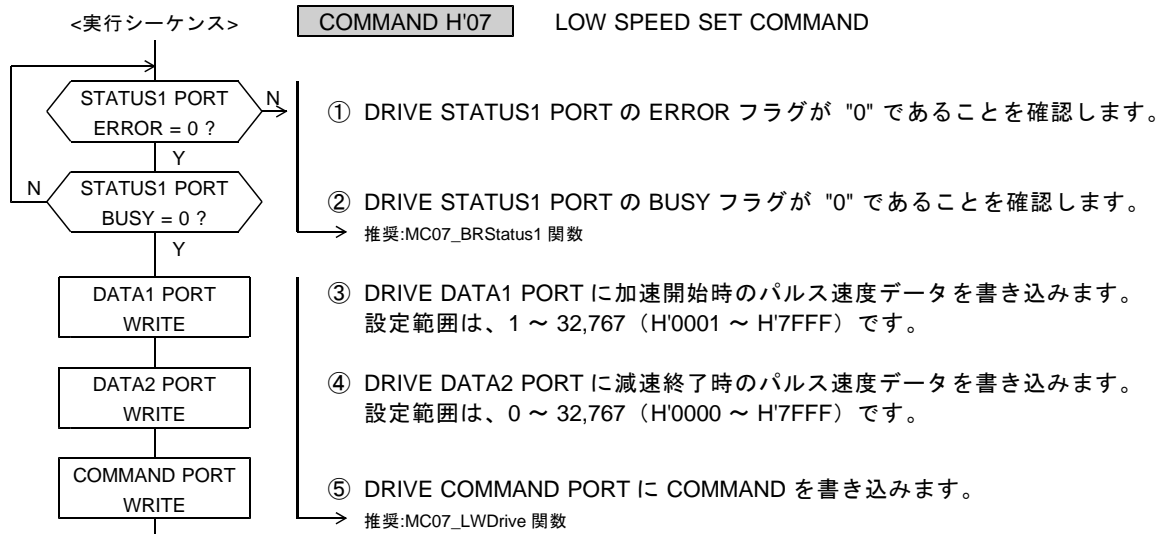 <実行シーケンス>
COMMAND H'07 LOW SPEED SET COMMAND
STATUS1 PORT
ERROR = 0 ?
N
Y
① DRIVE STATUS1 PORT の ERROR フラグが "0" であることを確認します。
N
STATUS1 PORT
BUSY = 0 ?
Y
② DRIVE STATUS1 PORT の BUSY フラグが "0" であることを確認します。
推奨:MC07_BRStatus1 関数
DATA1 PORT
WRITE
③ DRIVE DATA1 PORT に加速開始時のパルス速度データを書き込みます。
設定範囲は、1 ～ 32,767（H'0001 ～ H'7FFF）です。
DATA2 PORT
WRITE
④ DRIVE DATA2 PORT に減速終了時のパルス速度データを書き込みます。
設定範囲は、0 ～ 32,767（H'0000 ～ H'7FFF）です。
COMMAND PORT
WRITE
⑤ DRIVE COMMAND PORT に COMMAND を書き込みます。
推奨:MC07_LWDrive 関数